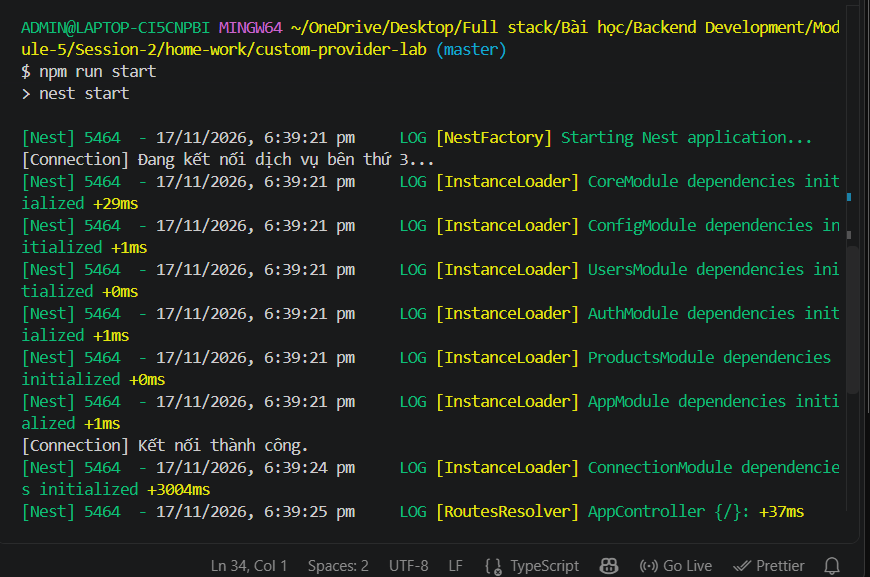 ADMIN@LAPTOP-CI5CNPBI MINGW64 ~/OneDrive/Desktop/Full stack/Bài học/Backend Development/Mod
ule-5/Session-2/home-work/custom-provider-lab (master)
$ npm run start
> nest start
[Nest] 5464  - 17/11/2026, 6:39:21 pm     LOG [NestFactory] Starting Nest application...
[Connection] Đang kết nối dịch vụ bên thứ 3...
[Nest] 5464  - 17/11/2026, 6:39:21 pm     LOG [InstanceLoader] CoreModule dependencies init
ialized +29ms
[Nest] 5464  - 17/11/2026, 6:39:21 pm     LOG [InstanceLoader] ConfigModule dependencies in
itialized +1ms
[Nest] 5464  - 17/11/2026, 6:39:21 pm     LOG [InstanceLoader] UsersModule dependencies ini
tialized +0ms
[Nest] 5464  - 17/11/2026, 6:39:21 pm     LOG [InstanceLoader] AuthModule dependencies init
ialized +1ms
[Nest] 5464  - 17/11/2026, 6:39:21 pm     LOG [InstanceLoader] ProductsModule dependencies
initialized +0ms
[Nest] 5464  - 17/11/2026, 6:39:21 pm     LOG [InstanceLoader] AppModule dependencies initi
alized +1ms
[Connection] Kết nối thành công.
[Nest] 5464  - 17/11/2026, 6:39:24 pm     LOG [InstanceLoader] ConnectionModule dependencie
s initialized +3004ms
[Nest] 5464  - 17/11/2026, 6:39:25 pm     LOG [RoutesResolver] AppController {/}: +37ms
Ln 34, Col 1 Spaces: 2 UTF-8 LF TypeScript Go Live Prettier